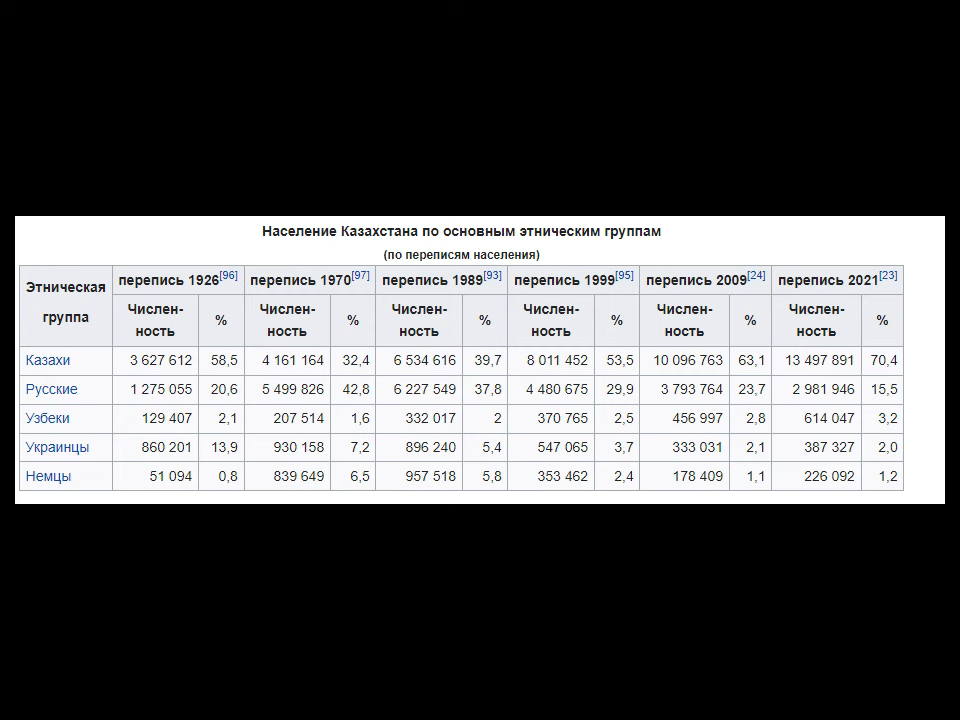 Население Казахстана по основным этническим группам
(по переписям населения)
Этническая группа перепись 1926[96] перепись 1970[97] перепись 1989[93] перепись 1999[95] перепись 2009[24] перепись 2021[23]
Числен-ность % Числен-ность % Числен-ность % Числен-ность % Числен-ность % Числен-ность %
Казахи 3 627 612 58,5 4 161 164 32,4 6 534 616 39,7 8 011 452 53,5 10 096 763 63,1 13 497 891 70,4
Русские 1 275 055 20,6 5 499 826 42,8 6 227 549 37,8 4 480 675 29,9 3 793 764 23,7 2 981 946 15,5
Узбеки 129 407 2,1 207 514 1,6 332 017 2 370 765 2,5 456 997 2,8 614 047 3,2
Украинцы 860 201 13,9 930 158 7,2 896 240 5,4 547 065 3,7 333 031 2,1 387 327 2,0
Немцы 51 094 0,8 839 649 6,5 957 518 5,8 353 462 2,4 178 409 1,1 226 092 1,2